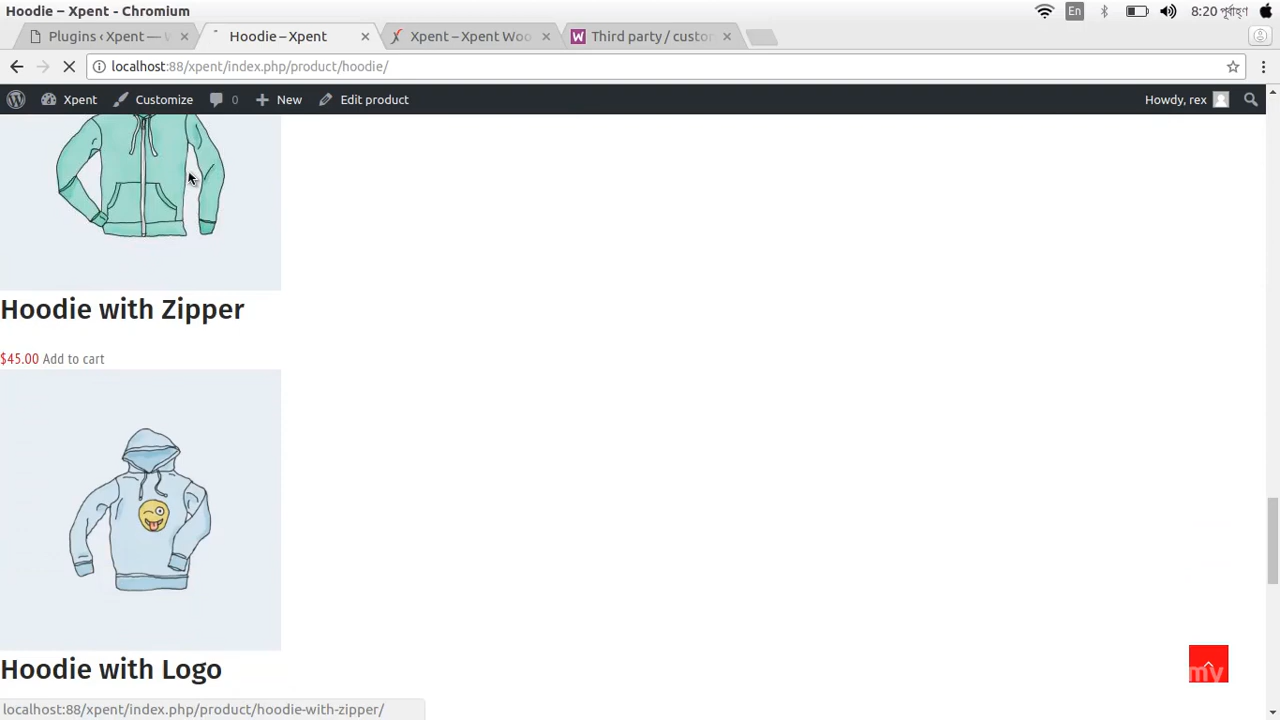 Hoodie – Xpent - Chromium
En
8:20 পূর্বাহ্ণ
Plugins ‹ Xpent — W
Hoodie – Xpent
Xpent – Xpent Woo
Third party / custo
localhost:88/xpent/index.php/product/hoodie/
Xpent
Customize
0
New
Edit product
Howdy, rex
Hoodie with Zipper
$45.00 Add to cart
Hoodie with Logo
my
localhost:88/xpent/index.php/product/hoodie-with-zipper/